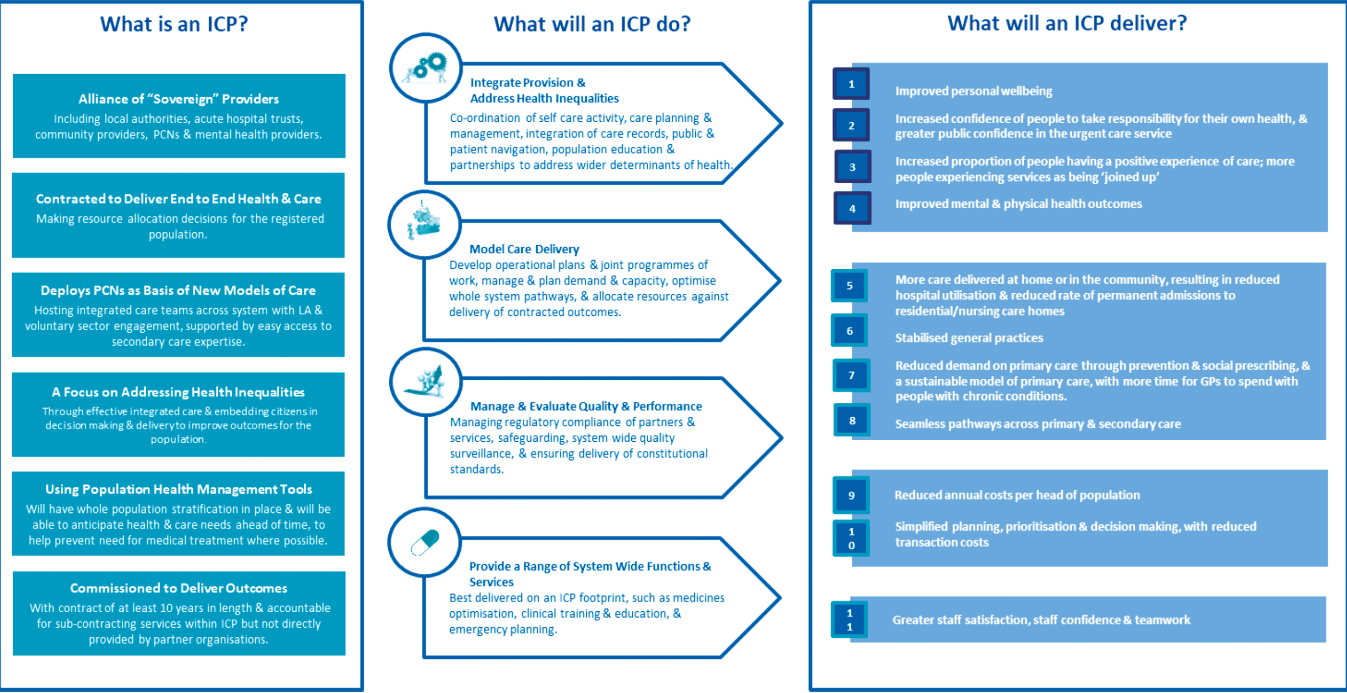 What is an ICP?
Alliance of “Sovereign” Providers
Including local authorities, acute hospital trusts,
community providers, PCNs & mental health providers.
Contracted to Deliver End to End Health & Care
Making resource allocation decisions for the registered
population.
Deploys PCNs as Basis of New Models of Care
Hosting integrated care teams across system with LA &
voluntary sector engagement, supported by easy access to
secondary care expertise.
A Focus on Addressing Health Inequalities
Through effective integrated care & embedding citizens in
decision making & delivery to improve outcomes for the
population.
Using Population Health Management Tools
Will have whole population stratification in place & will be
able to anticipate health & care needs ahead of time, to
help prevent need for medical treatment where possible.
Commissioned to Deliver Outcomes
With contract of at least 10 years in length & accountable
for sub-contracting services within ICP but not directly
provided by partner organisations.
What will an ICP do?
Integrate Provision &
Address Health Inequalities
Co-ordination of self care activity, care planning &
management, integration of care records, public &
patient navigation, population education &
partnerships to address wider determinants of health.
Model Care Delivery
Develop operational plans & joint programmes of
work, manage & plan demand & capacity, optimise
whole system pathways, & allocate resources against
delivery of contracted outcomes.
Manage & Evaluate Quality & Performance
Managing regulatory compliance of partners &
services, safeguarding, system wide quality
surveillance, & ensuring delivery of constitutional
standards.
Provide a Range of System Wide Functions &
Services
Best delivered on an ICP footprint, such as medicines
optimisation, clinical training & education, &
emergency planning.
What will an ICP deliver?
1
Improved personal wellbeing
2
Increased confidence of people to take responsibility for their own health, &
greater public confidence in the urgent care service
3
Increased proportion of people having a positive experience of care; more
people experiencing services as being ‘joined up’
4
Improved mental & physical health outcomes
5
More care delivered at home or in the community, resulting in reduced
hospital utilisation & reduced rate of permanent admissions to
residential/nursing care homes
6
Stabilised general practices
7
Reduced demand on primary care through prevention & social prescribing, &
a sustainable model of primary care, with more time for GPs to spend with
people with chronic conditions.
8
Seamless pathways across primary & secondary care
9
Reduced annual costs per head of population
1
0
Simplified planning, prioritisation & decision making, with reduced
transaction costs
1
1
Greater staff satisfaction, staff confidence & teamwork